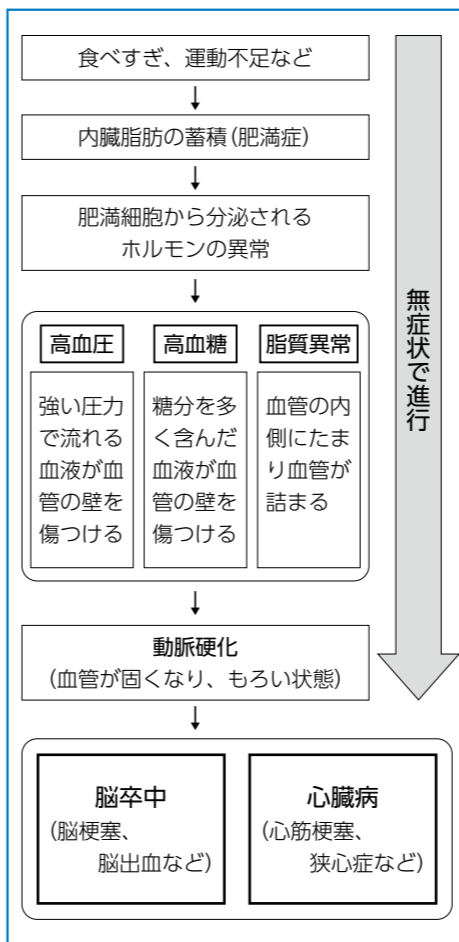 食べすぎ、運動不足など
内臓脂肪の蓄積(肥満症)
肥満細胞から分泌される
ホルモンの異常
高血圧
強い圧力
で流れる
血液が血
管の壁を
傷つける
高血糖
糖分を多
く含んだ
血液が血
管の壁を
傷つける
脂質異常
血管の内
側にたま
り血管が
詰まる
動脈硬化
(血管が固くなり、もろい状態)
脳卒中
(脳梗塞、
脳出血など)
心臓病
(心筋梗塞、
狭心症など)
無症状で進行